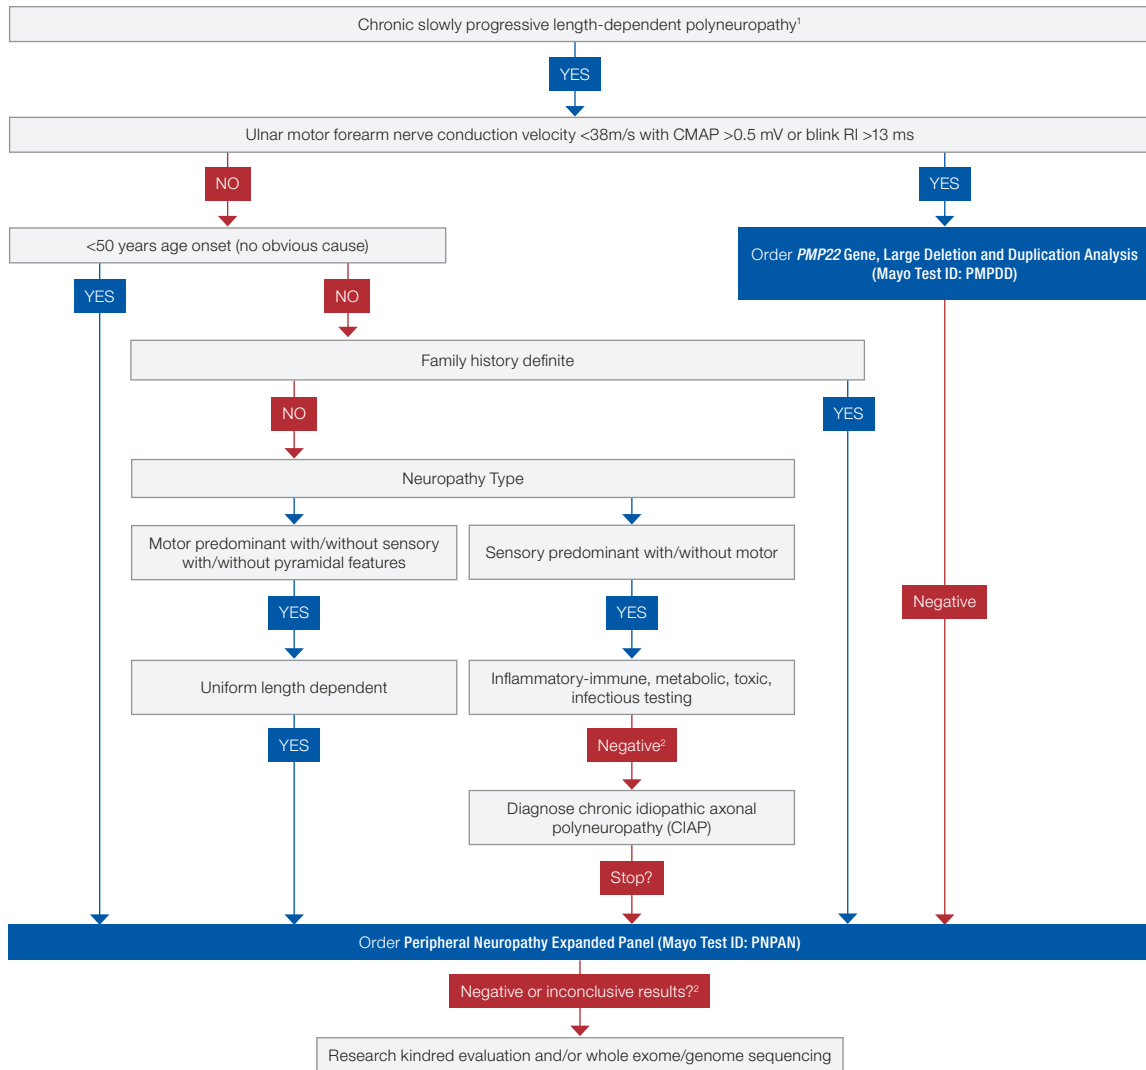 Chronic slowly progressive length-dependent polyneuropathy¹
YES
Ulnar motor forearm nerve conduction velocity <38m/s with CMAP >0.5 mV or blink RI >13 ms
NO
YES
<50 years age onset (no obvious cause)
Order PMP22 Gene, Large Deletion and Duplication Analysis
(Mayo Test ID: PMPDD)
YES
NO
Family history definite
NO
YES
Neuropathy Type
Motor predominant with/without sensory
with/without pyramidal features
Sensory predominant with/without motor
YES
YES
Negative
Uniform length dependent
Inflammatory-immune, metabolic, toxic,
infectious testing
YES
Negative²
Diagnose chronic idiopathic axonal
polyneuropathy (CIAP)
Stop?
Order Peripheral Neuropathy Expanded Panel (Mayo Test ID: PNPAN)
Negative or inconclusive results?²
Research kindred evaluation and/or whole exome/genome sequencing